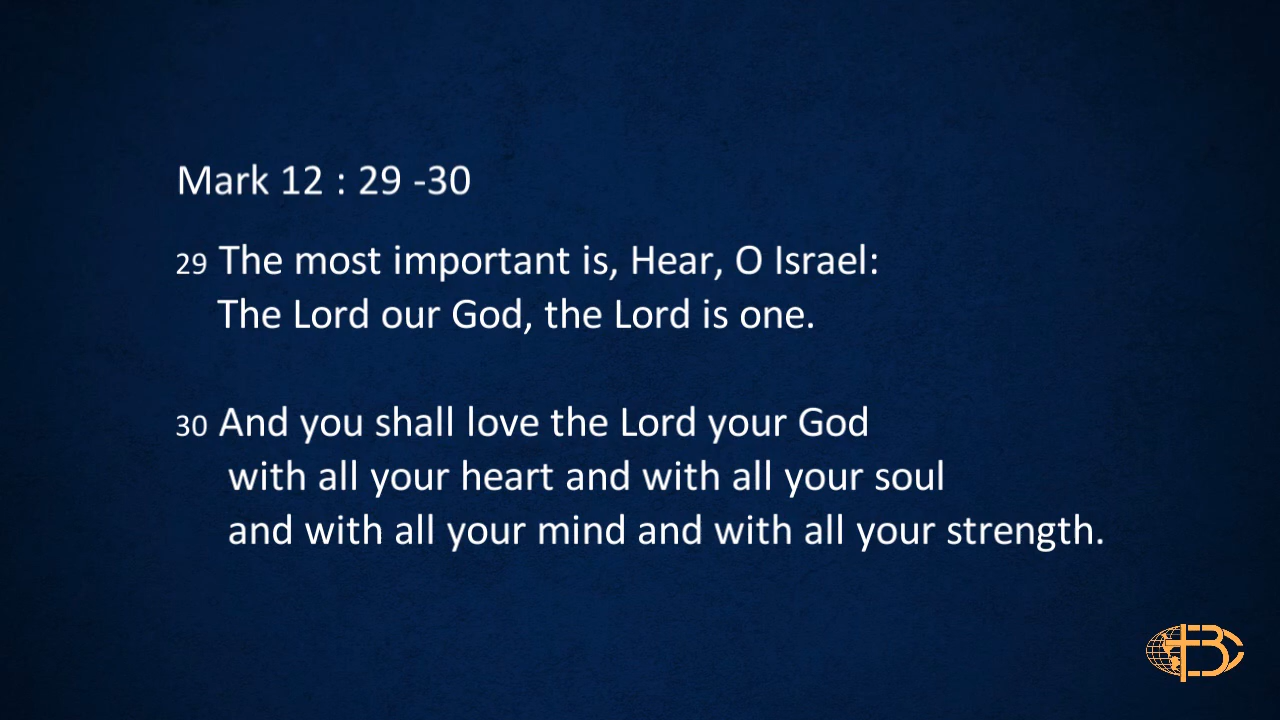 Mark 12 : 29 -30
29 The most important is, Hear, O Israel:
The Lord our God, the Lord is one.
30 And you shall love the Lord your God
with all your heart and with all your soul
and with all your mind and with all your strength.
BC